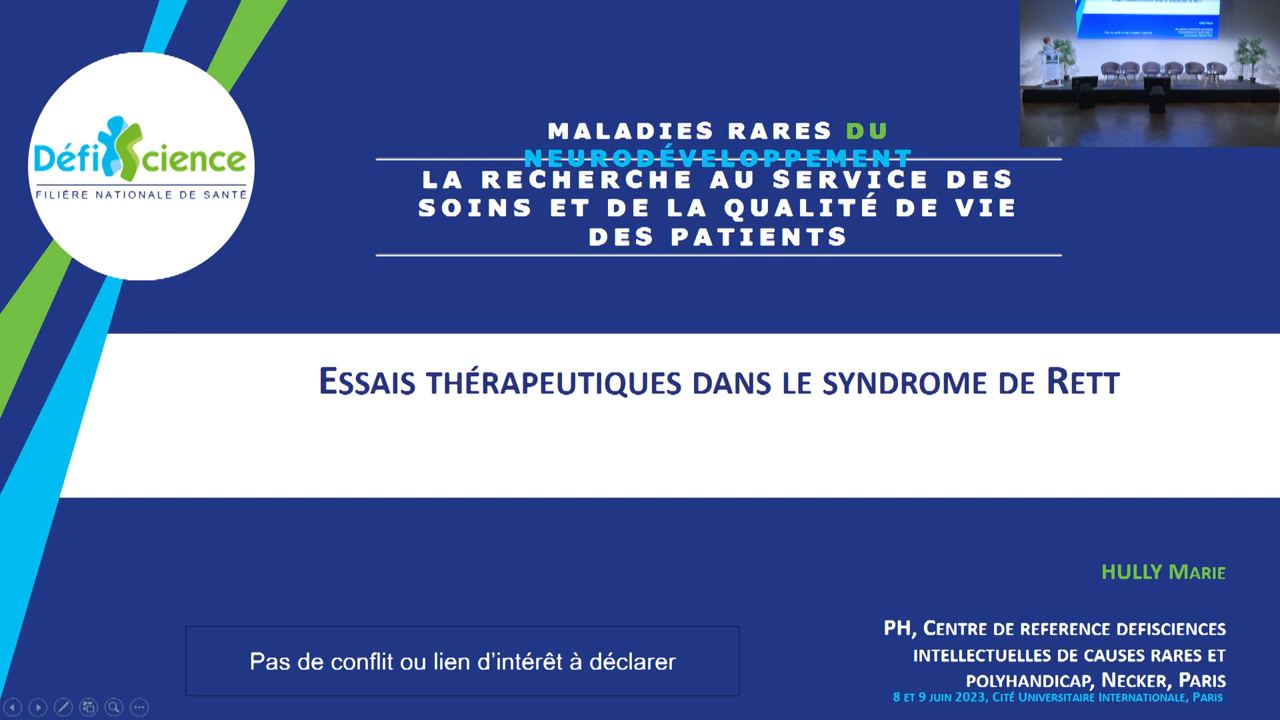 MALADIES RARES DU
NEURODÉVELOPPEMENT
LA RECHERCHE AU SERVICE DES
SOINS ET DE LA QUALITÉ DE VIE
DES PATIENTS
DéfiScience
FILIÈRE NATIONALE DE SANTÉ
ESSAIS THÉRAPEUTIQUES DANS LE SYNDROME DE RETT
HULLY MARIE
PH, CENTRE DE REFERENCE DEFISCIENCES
INTELLECTUELLES DE CAUSES RARES ET
POLYHANDICAP, NECKER, PARIS
8 ET 9 JUIN 2023, CITÉ UNIVERSITAIRE INTERNATIONALE, PARIS
Pas de conflit ou lien d'intérêt à déclarer